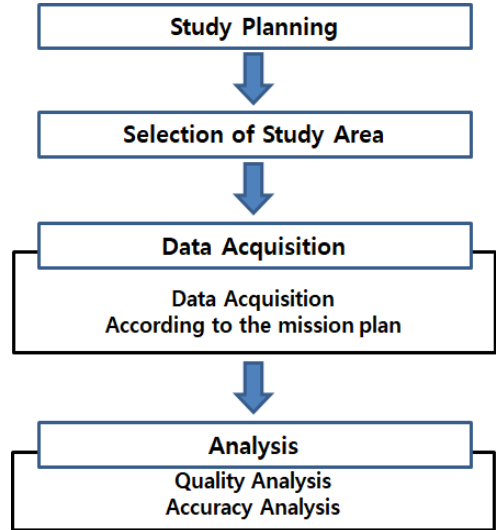 Study Planning
Selection of Study Area
Data Acquisition
Data Acquisition
According to the mission plan
Analysis
Quality Analysis
Accuracy Analysis